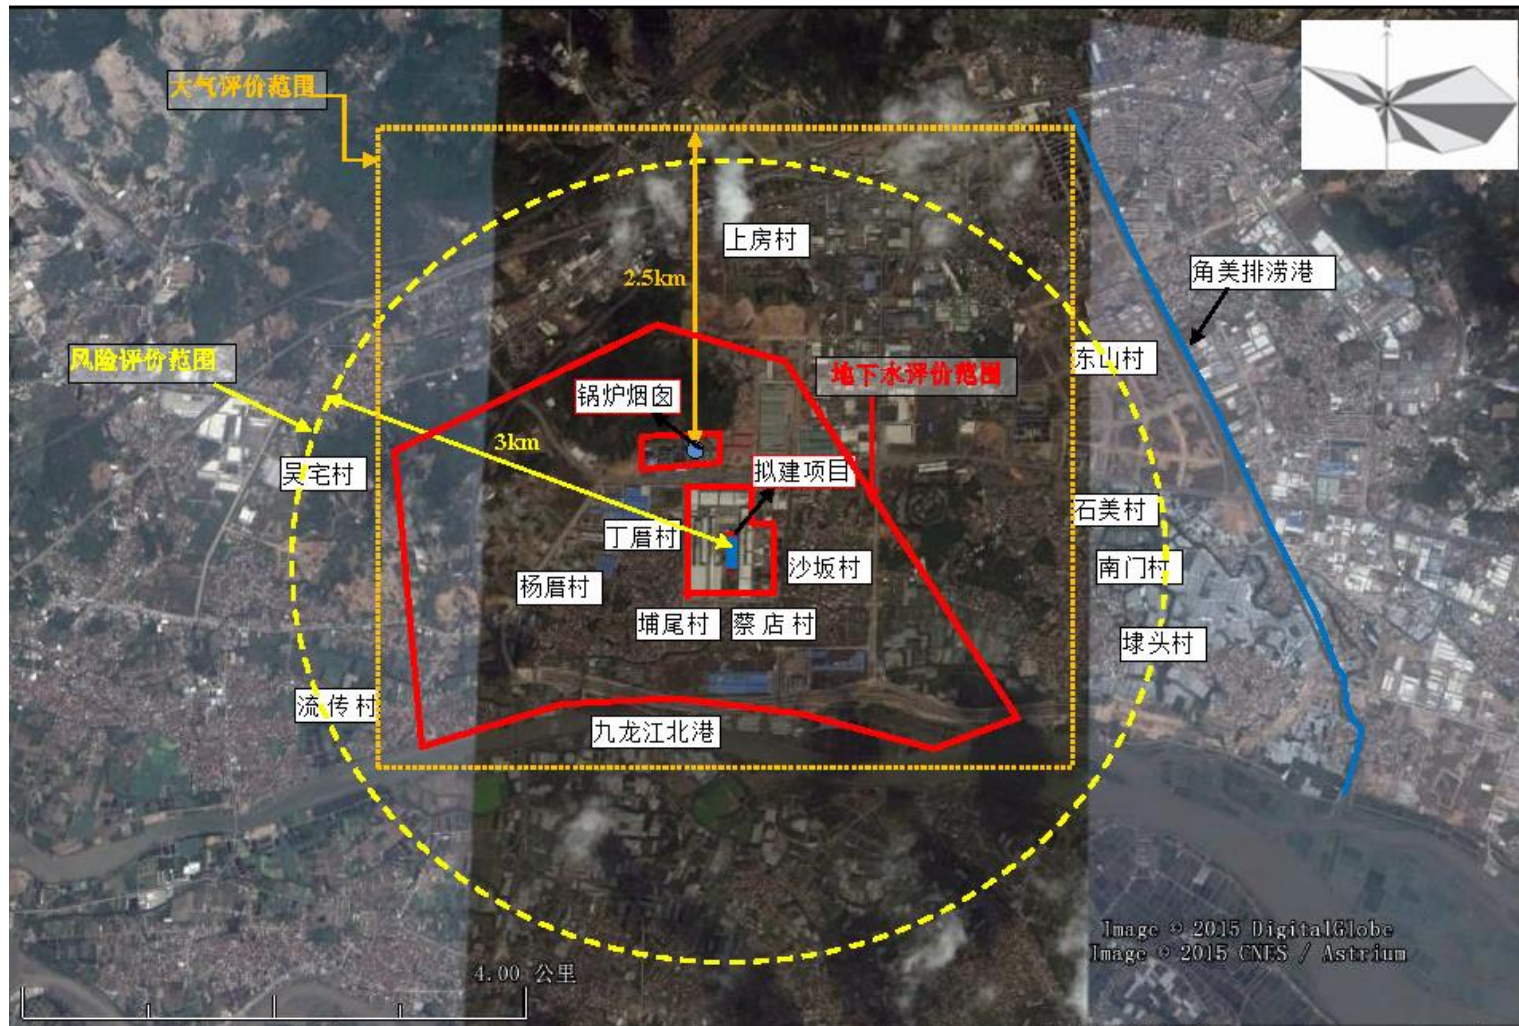 大气评价范围
上房村
2.5km
角美排涝港
风险评价范围
东山村
地下水评价范围
锅炉烟囱
3km
吴宅村
拟建项目
石美村
丁厝村
沙坂村
南门村
杨厝村
埔尾村
蔡店村
埭头村
流传村
九龙江北港
Image © 2015 DigitalGlobe
Image © 2015 CNES / Astrium
4.00 公里